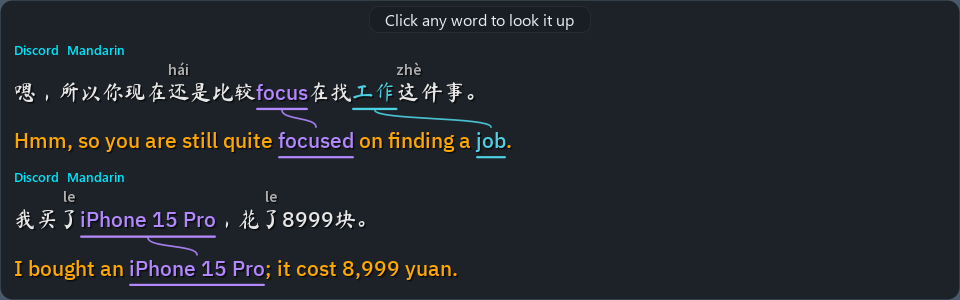 Click any word to look it up
Discord Mandarin
hái zhè
嗯，所以你现在还是比较focus在找工作这件事。
Hmm, so you are still quite focused on finding a job.
Discord Mandarin
le le
我买了iPhone 15 Pro，花了8999块。
I bought an iPhone 15 Pro; it cost 8,999 yuan.